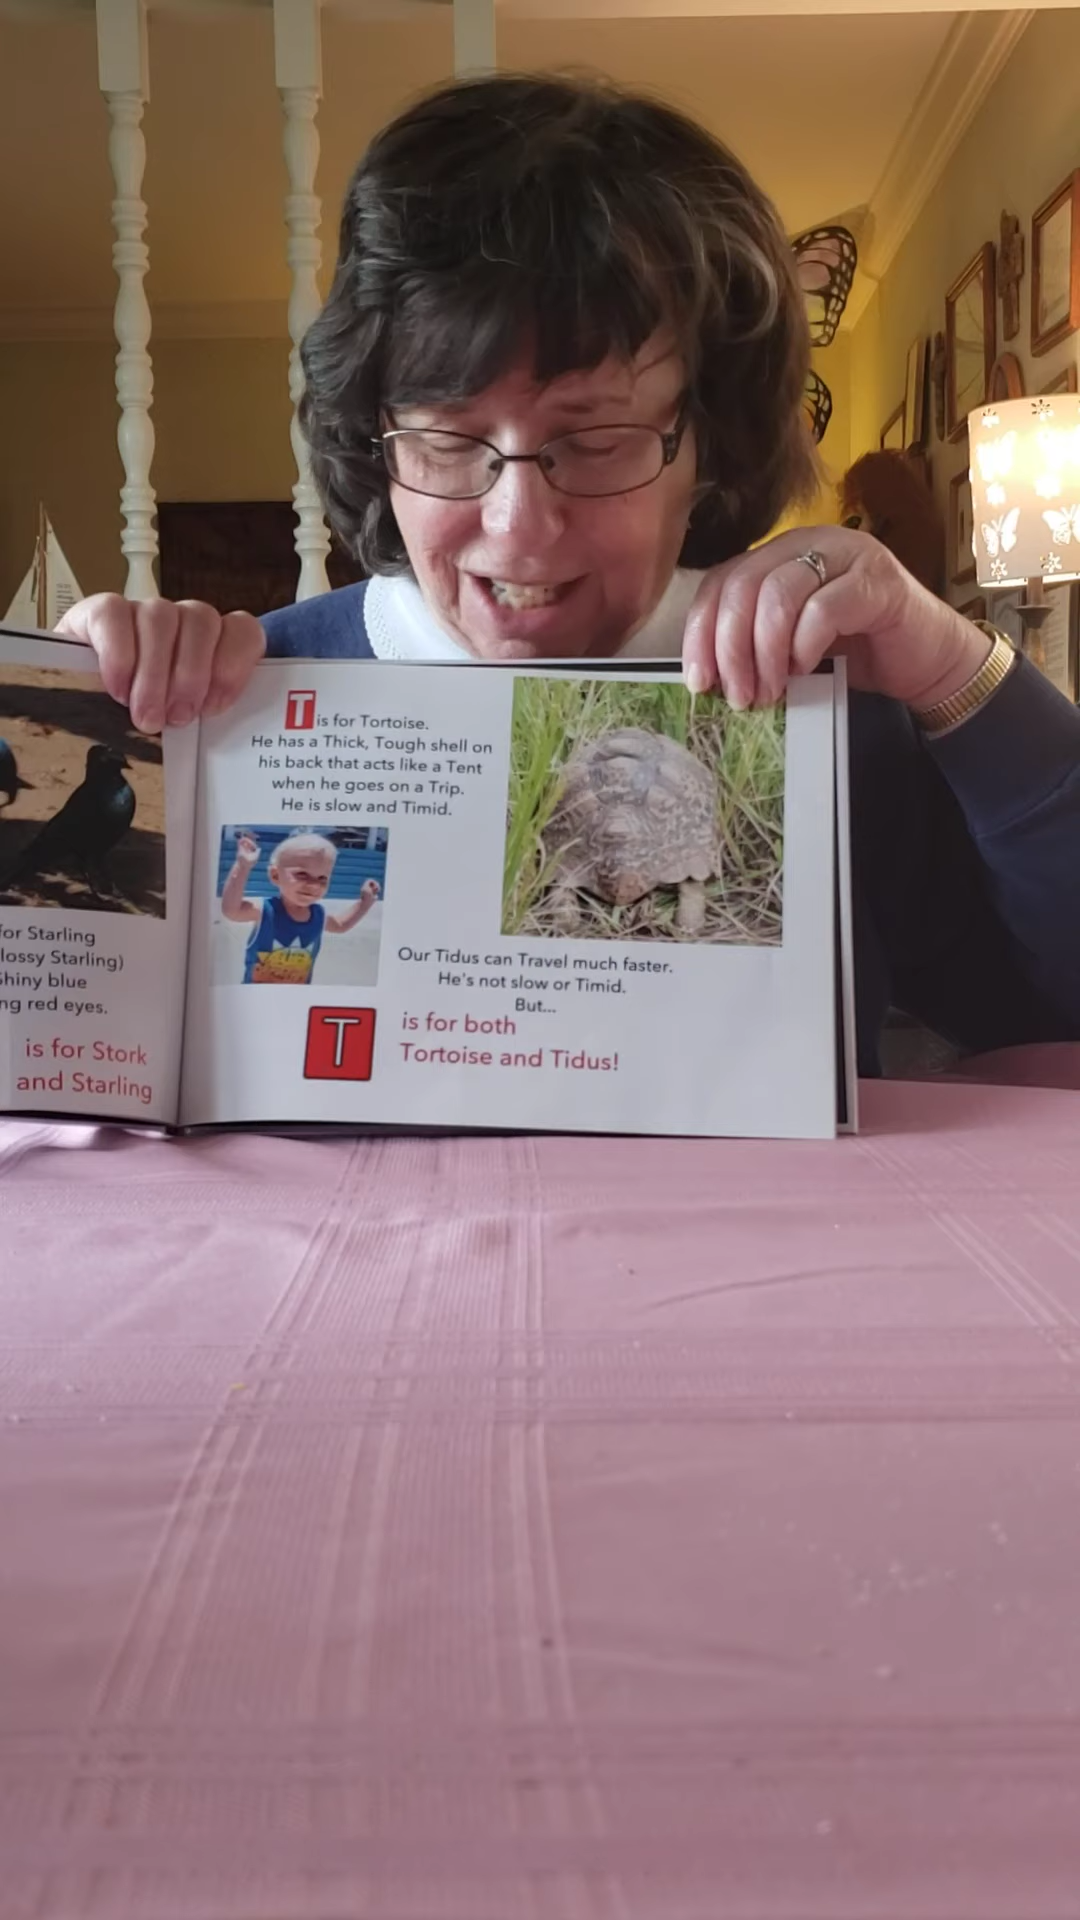 for Starling
lossy Starling)
hiny blue
ng red eyes.
is for Stork
and Starling
T is for Tortoise.
He has a Thick, Tough shell on
his back that acts like a Tent
when he goes on a Trip.
He is slow and Timid.
Our Tidus can Travel much faster.
He's not slow or Timid.
But...
T is for both
Tortoise and Tidus!